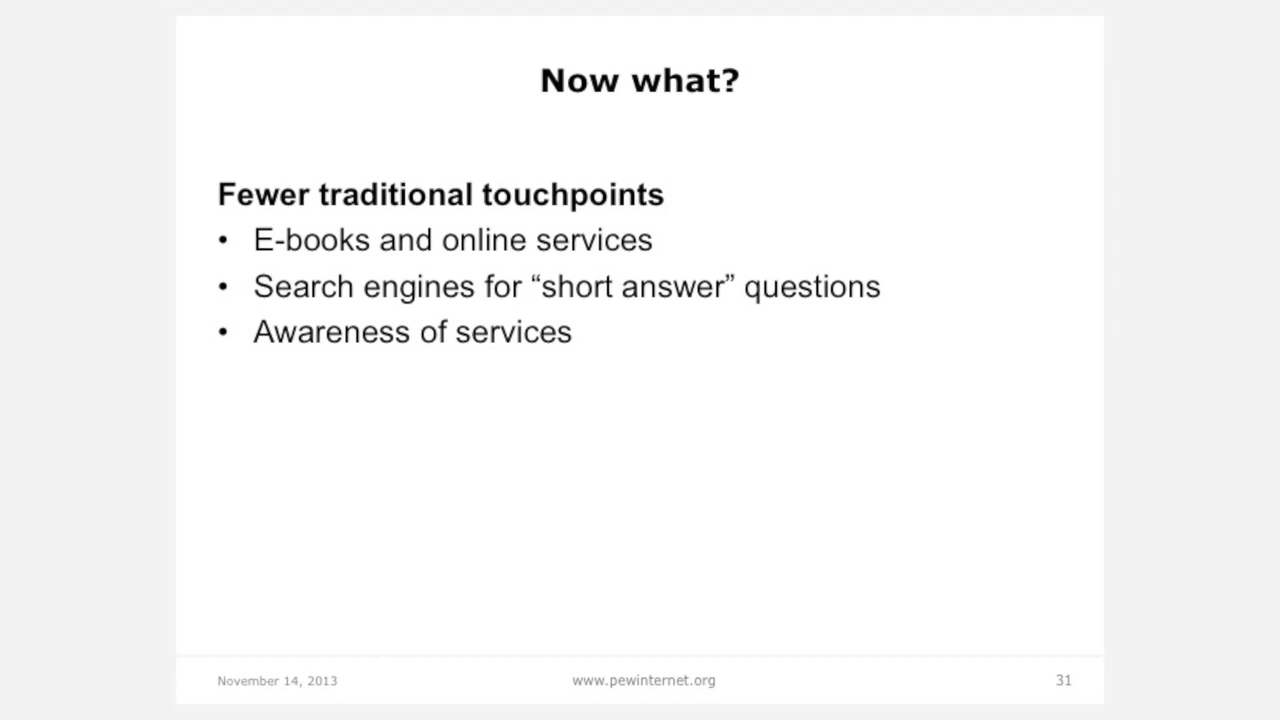 Now what?
Fewer traditional touchpoints
• E-books and online services
• Search engines for “short answer” questions
• Awareness of services
November 14, 2013
www.pewinternet.org
31